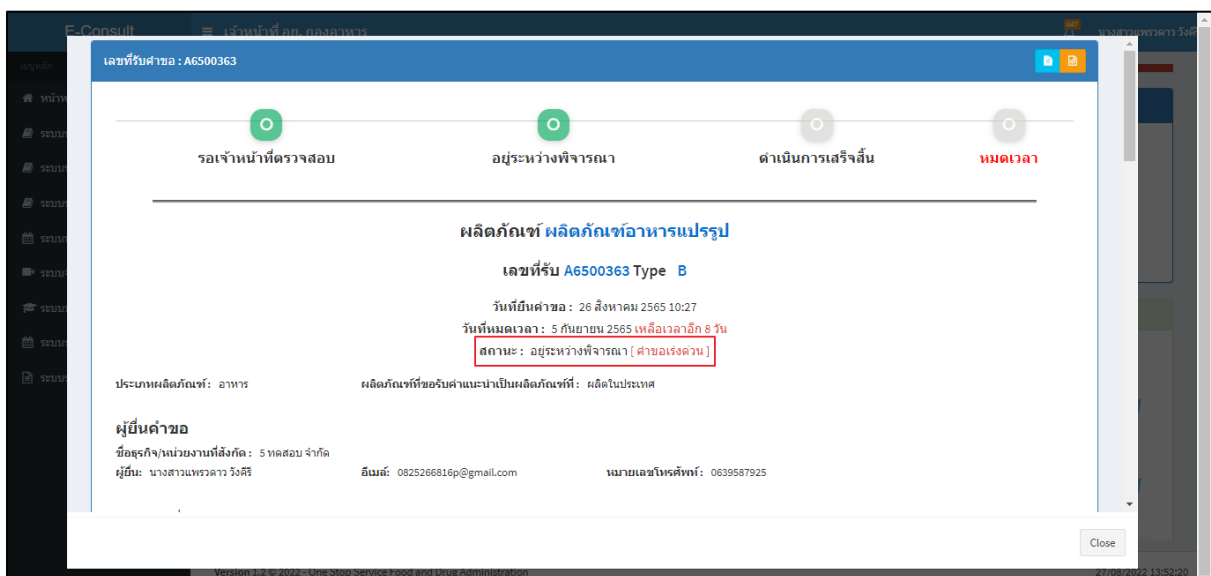 E-Consult
เจ้าหน้าที่ อย. กองอาหาร
647
นางสาวแพรวดาว วังคีรี
เมนูหลัก
เลขที่รับคำขอ : A6500363
รอเจ้าหน้าที่ตรวจสอบ
อยู่ระหว่างพิจารณา
ดำเนินการเสร็จสิ้น
หมดเวลา
ผลิตภัณฑ์ ผลิตภัณฑ์อาหารแปรรูป
เลขที่รับ A6500363 Type B
วันที่ยืนคำขอ : 26 สิงหาคม 2565 10:27
วันที่หมดเวลา : 5 กันยายน 2565 เหลือเวลาอีก 8 วัน
สถานะ : อยู่ระหว่างพิจารณา [ คำขอเร่งด่วน ]
ประเภทผลิตภัณฑ์ : อาหาร ผลิตภัณฑ์ที่ขอรับคำแนะนำเป็นผลิตภัณฑ์ที่ : ผลิตในประเทศ
ผู้ยื่นคำขอ
ชื่อธุรกิจ/หน่วยงานที่สังกัด : 5 ทดสอบ จำกัด
ผู้ยื่น: นางสาวแพรวดาว วังคีรี อีเมล์: 0825266816p@gmail.com หมายเลขโทรศัพท์ : 0639587925
Close
Version 1.2 © 2022 - One Stop Service Food and Drug Administration
27/08/2022 13:52:20